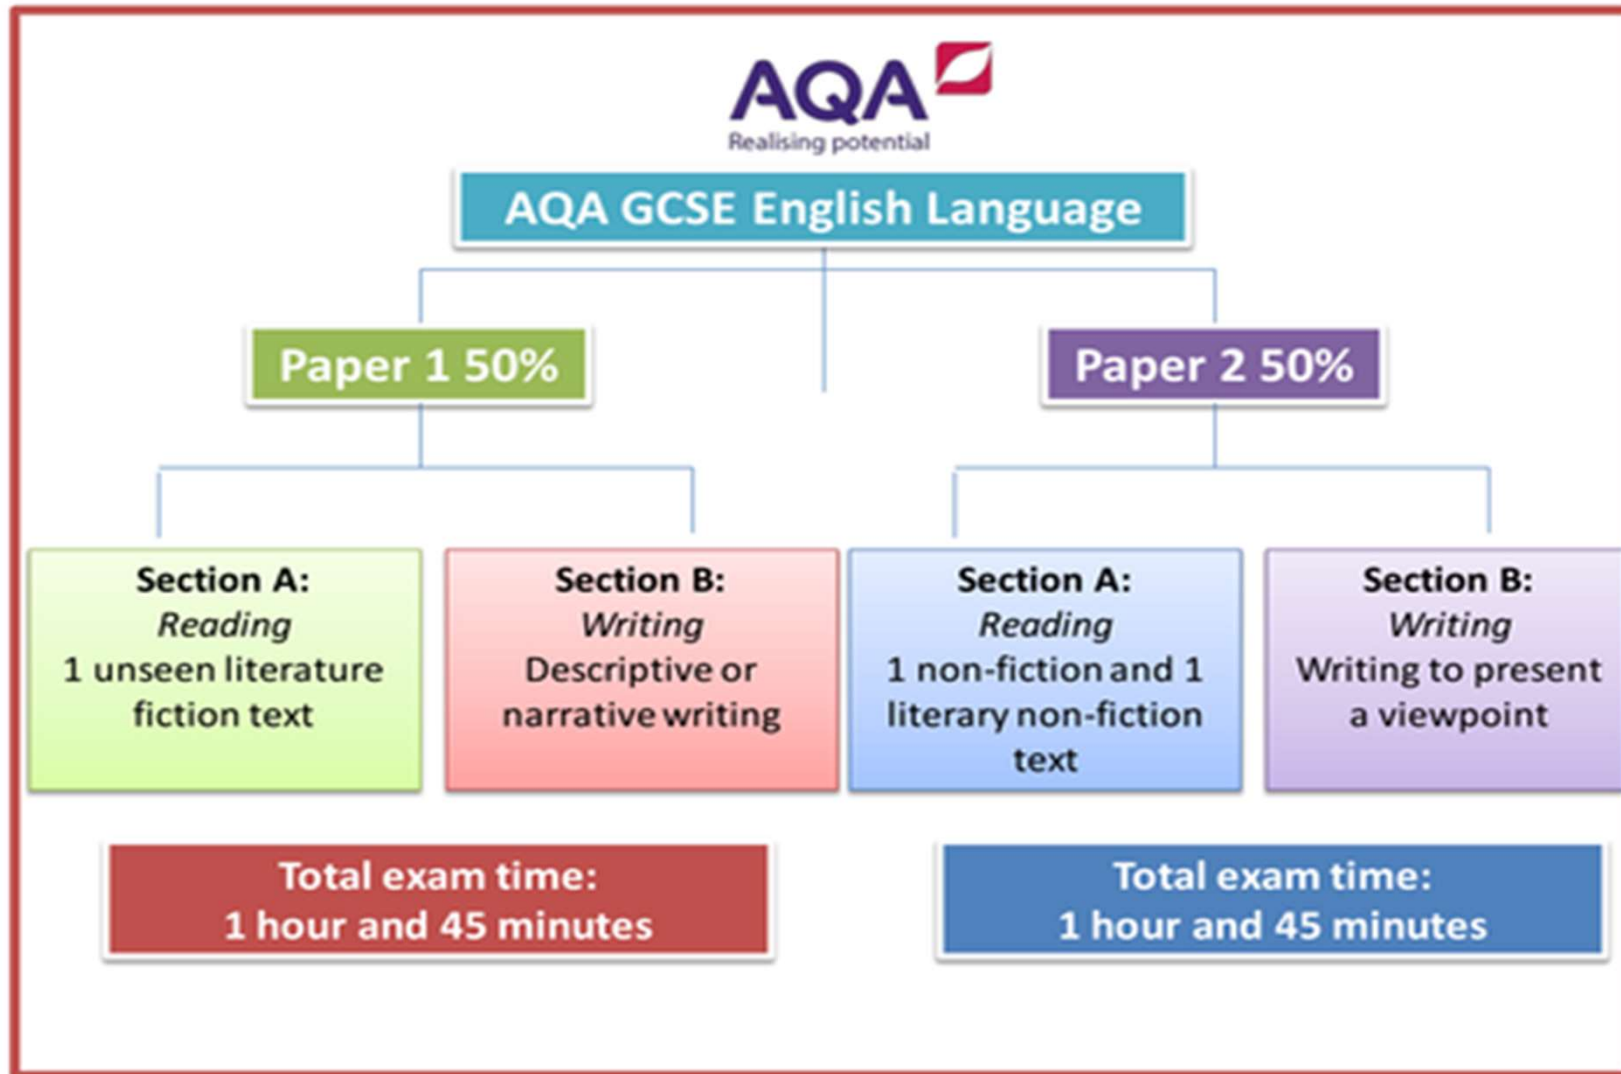 AQA
Realising potential
AQA GCSE English Language
Paper 1 50%
Paper 2 50%
Section A:
Reading
1 unseen literature
fiction text
Section B:
Writing
Descriptive or
narrative writing
Section A:
Reading
1 non-fiction and 1
literary non-fiction
text
Section B:
Writing
Writing to present
a viewpoint
Total exam time:
1 hour and 45 minutes
Total exam time:
1 hour and 45 minutes